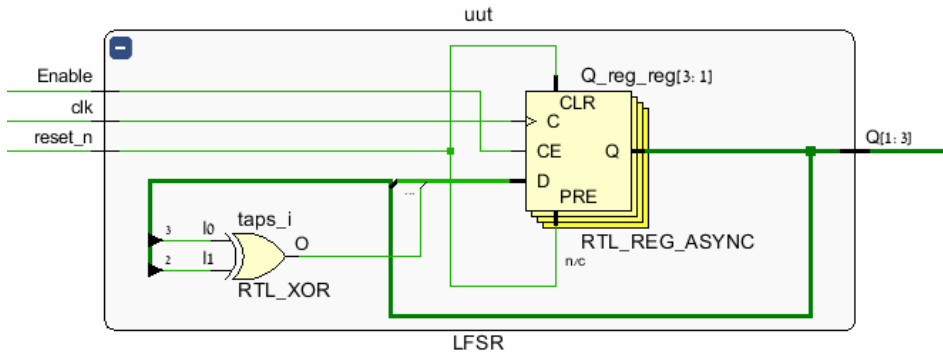 uut
Enable
clk
reset_n
Q_reg_reg[3:1]
CLR
C
CE
Q
D
PRE
n/c
RTL_REG_ASYNC
Q[1:3]
...
taps_i
3
I0
2
I1
O
RTL_XOR
LFSR